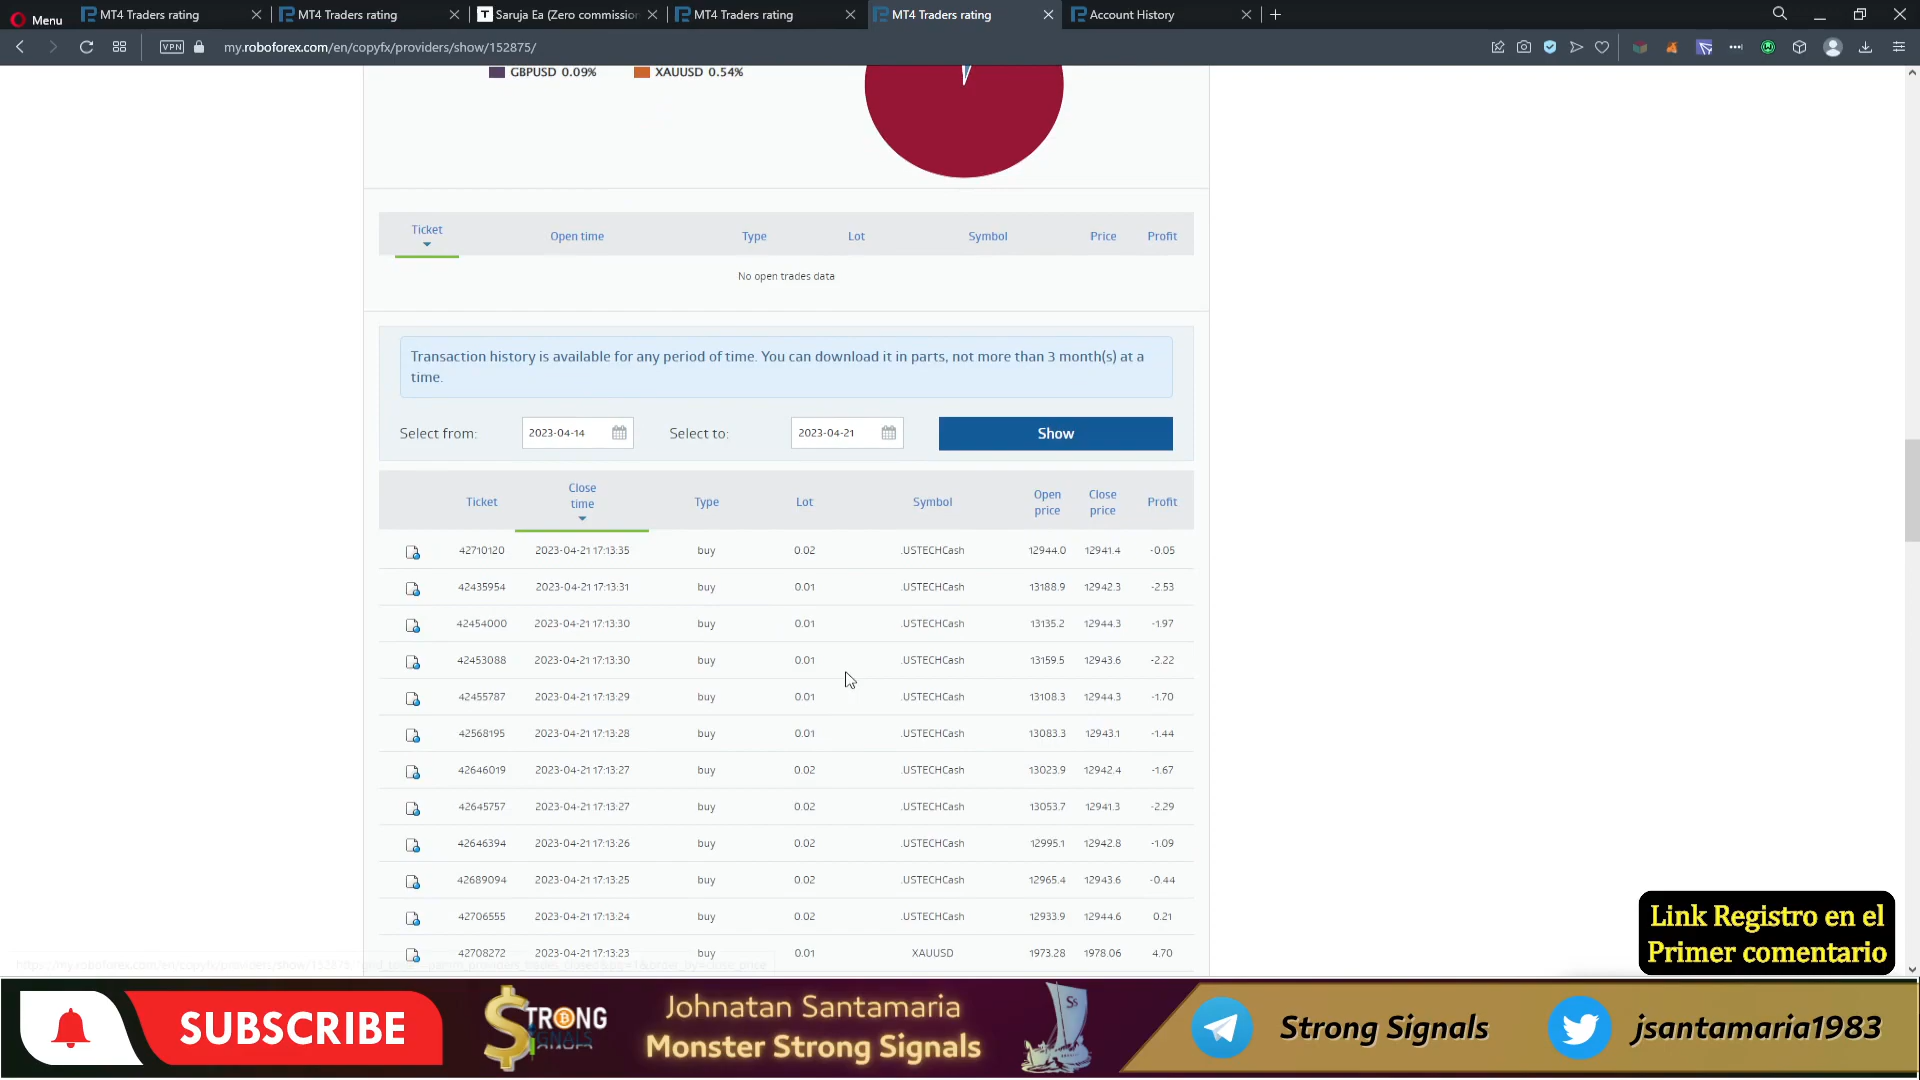 Menu
MT4 Traders rating
MT4 Traders rating
Saruja Ea (Zero commission
MT4 Traders rating
MT4 Traders rating
Account History
VPN
my.roboforex.com/en/copyfx/providers/show/152875/
GBPUSD 0.09% XAUUSD 0.54%
Ticket Open time Type Lot Symbol Price Profit
No open trades data
Transaction history is available for any period of time. You can download it in parts, not more than 3 month(s) at a
time.
Select from: 2023-04-14 Select to: 2023-04-21 Show
Ticket Close time Type Lot Symbol Open price Close price Profit
42710120 2023-04-21 17:13:35 buy 0.02 .USTECHCash 12944.0 12941.4 -0.05
42435954 2023-04-21 17:13:31 buy 0.01 .USTECHCash 13188.9 12942.3 -2.53
42454000 2023-04-21 17:13:30 buy 0.01 .USTECHCash 13135.2 12944.3 -1.97
42453088 2023-04-21 17:13:30 buy 0.01 .USTECHCash 13159.5 12943.6 -2.22
42455787 2023-04-21 17:13:29 buy 0.01 .USTECHCash 13108.3 12944.3 -1.70
42568195 2023-04-21 17:13:28 buy 0.01 .USTECHCash 13083.3 12943.1 -1.44
42646019 2023-04-21 17:13:27 buy 0.02 .USTECHCash 13023.9 12942.4 -1.67
42645757 2023-04-21 17:13:27 buy 0.02 .USTECHCash 13053.7 12941.3 -2.29
42646394 2023-04-21 17:13:26 buy 0.02 .USTECHCash 12995.1 12942.8 -1.09
42689094 2023-04-21 17:13:25 buy 0.02 .USTECHCash 12965.4 12943.6 -0.44
42706555 2023-04-21 17:13:24 buy 0.02 .USTECHCash 12933.9 12944.6 0.21
42708272 2023-04-21 17:13:23 buy 0.01 XAUUSD 1973.28 1978.06 4.70
Link Registro en el
Primer comentario
SUBSCRIBE
STRONG
Johnatan Santamaria
Monster Strong Signals
Strong Signals
jsantamaria1983